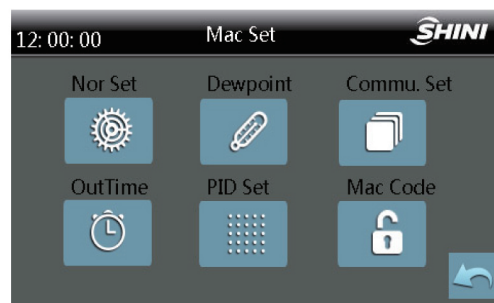 12: 00: 00 Mac Set SHINI
Nor Set Dewpoint Commu. Set
OutTime PID Set Mac Code